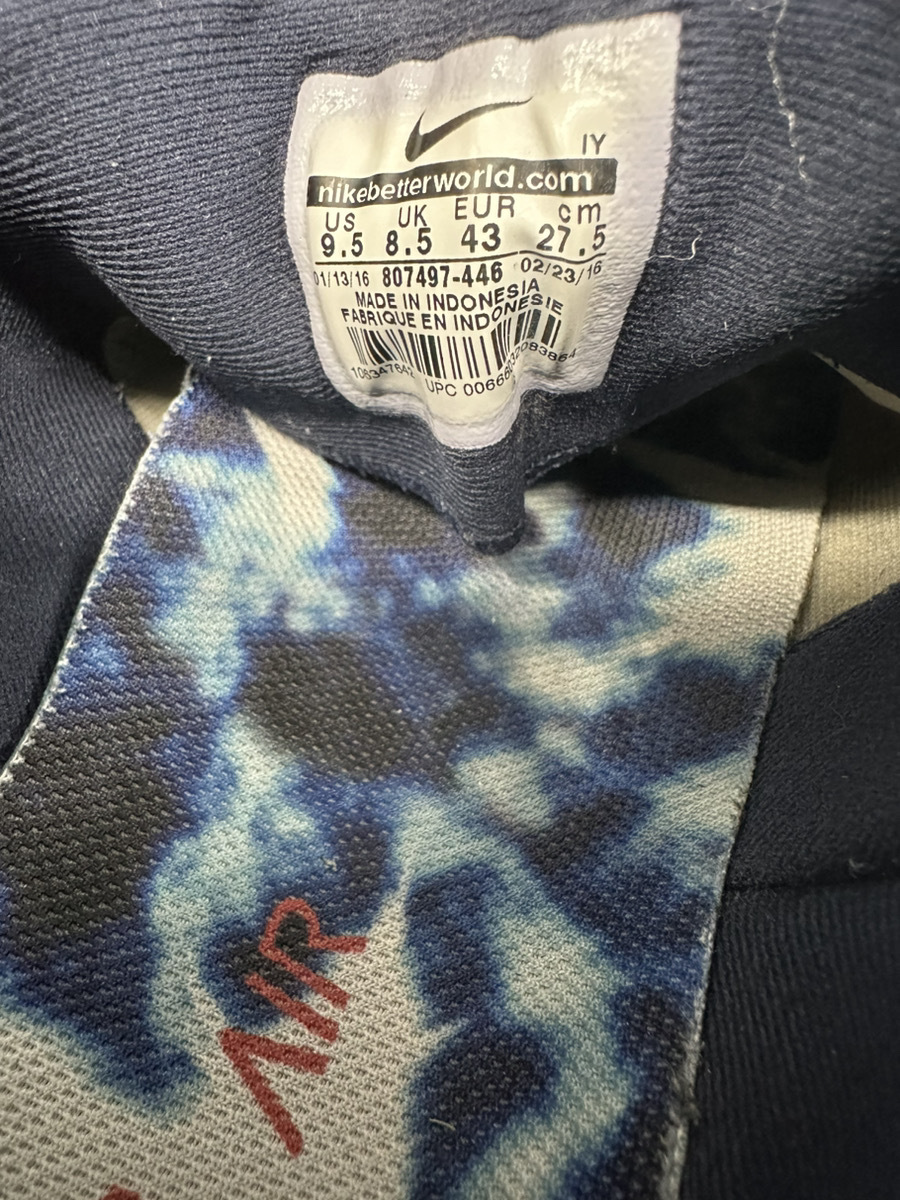 IY
nikebetterworld.com
US UK EUR cm
9.5 8.5 43 27.5
01/13/16 807497-446 02/23/16
MADE IN INDONESIA
FABRIQUE EN INDONESIE
UPC
AIR